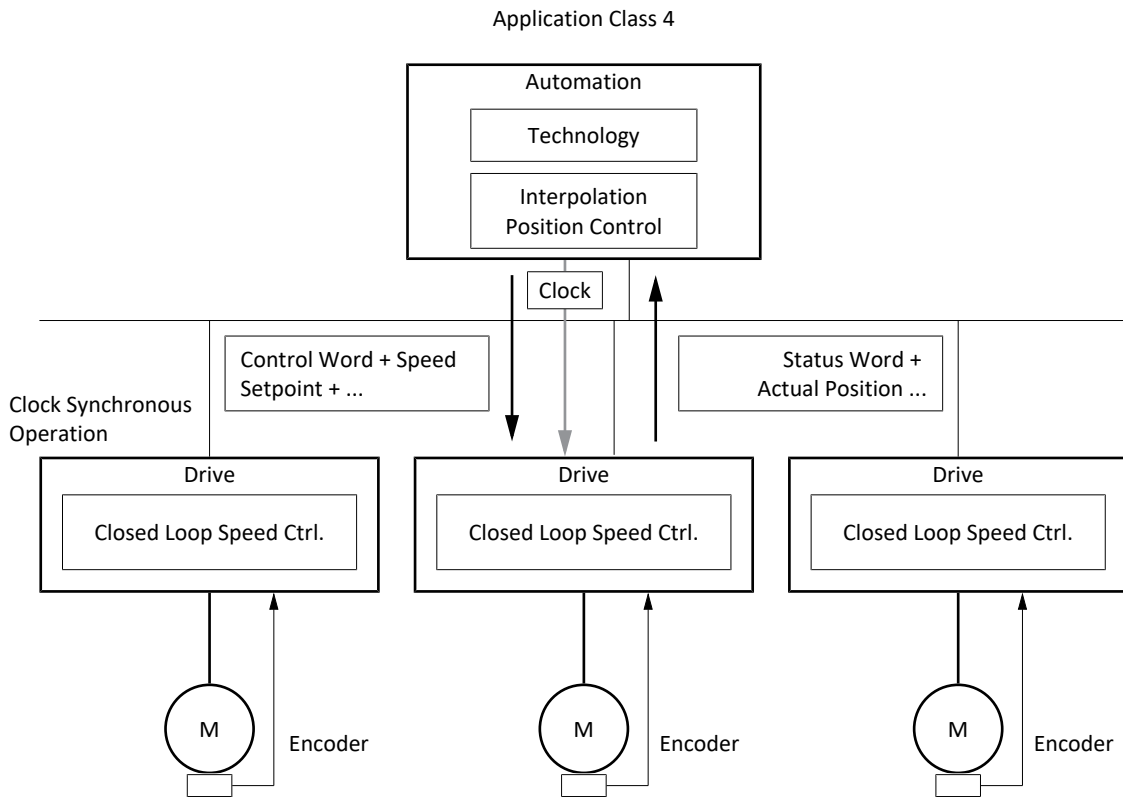 Application Class 4
Automation
Technology
Interpolation
Position Control
Clock
Control Word + Speed
Setpoint + ...
Status Word +
Actual Position ...
Clock Synchronous
Operation
Drive
Closed Loop Speed Ctrl.
Drive
Closed Loop Speed Ctrl.
Drive
Closed Loop Speed Ctrl.
M
Encoder
M
Encoder
M
Encoder